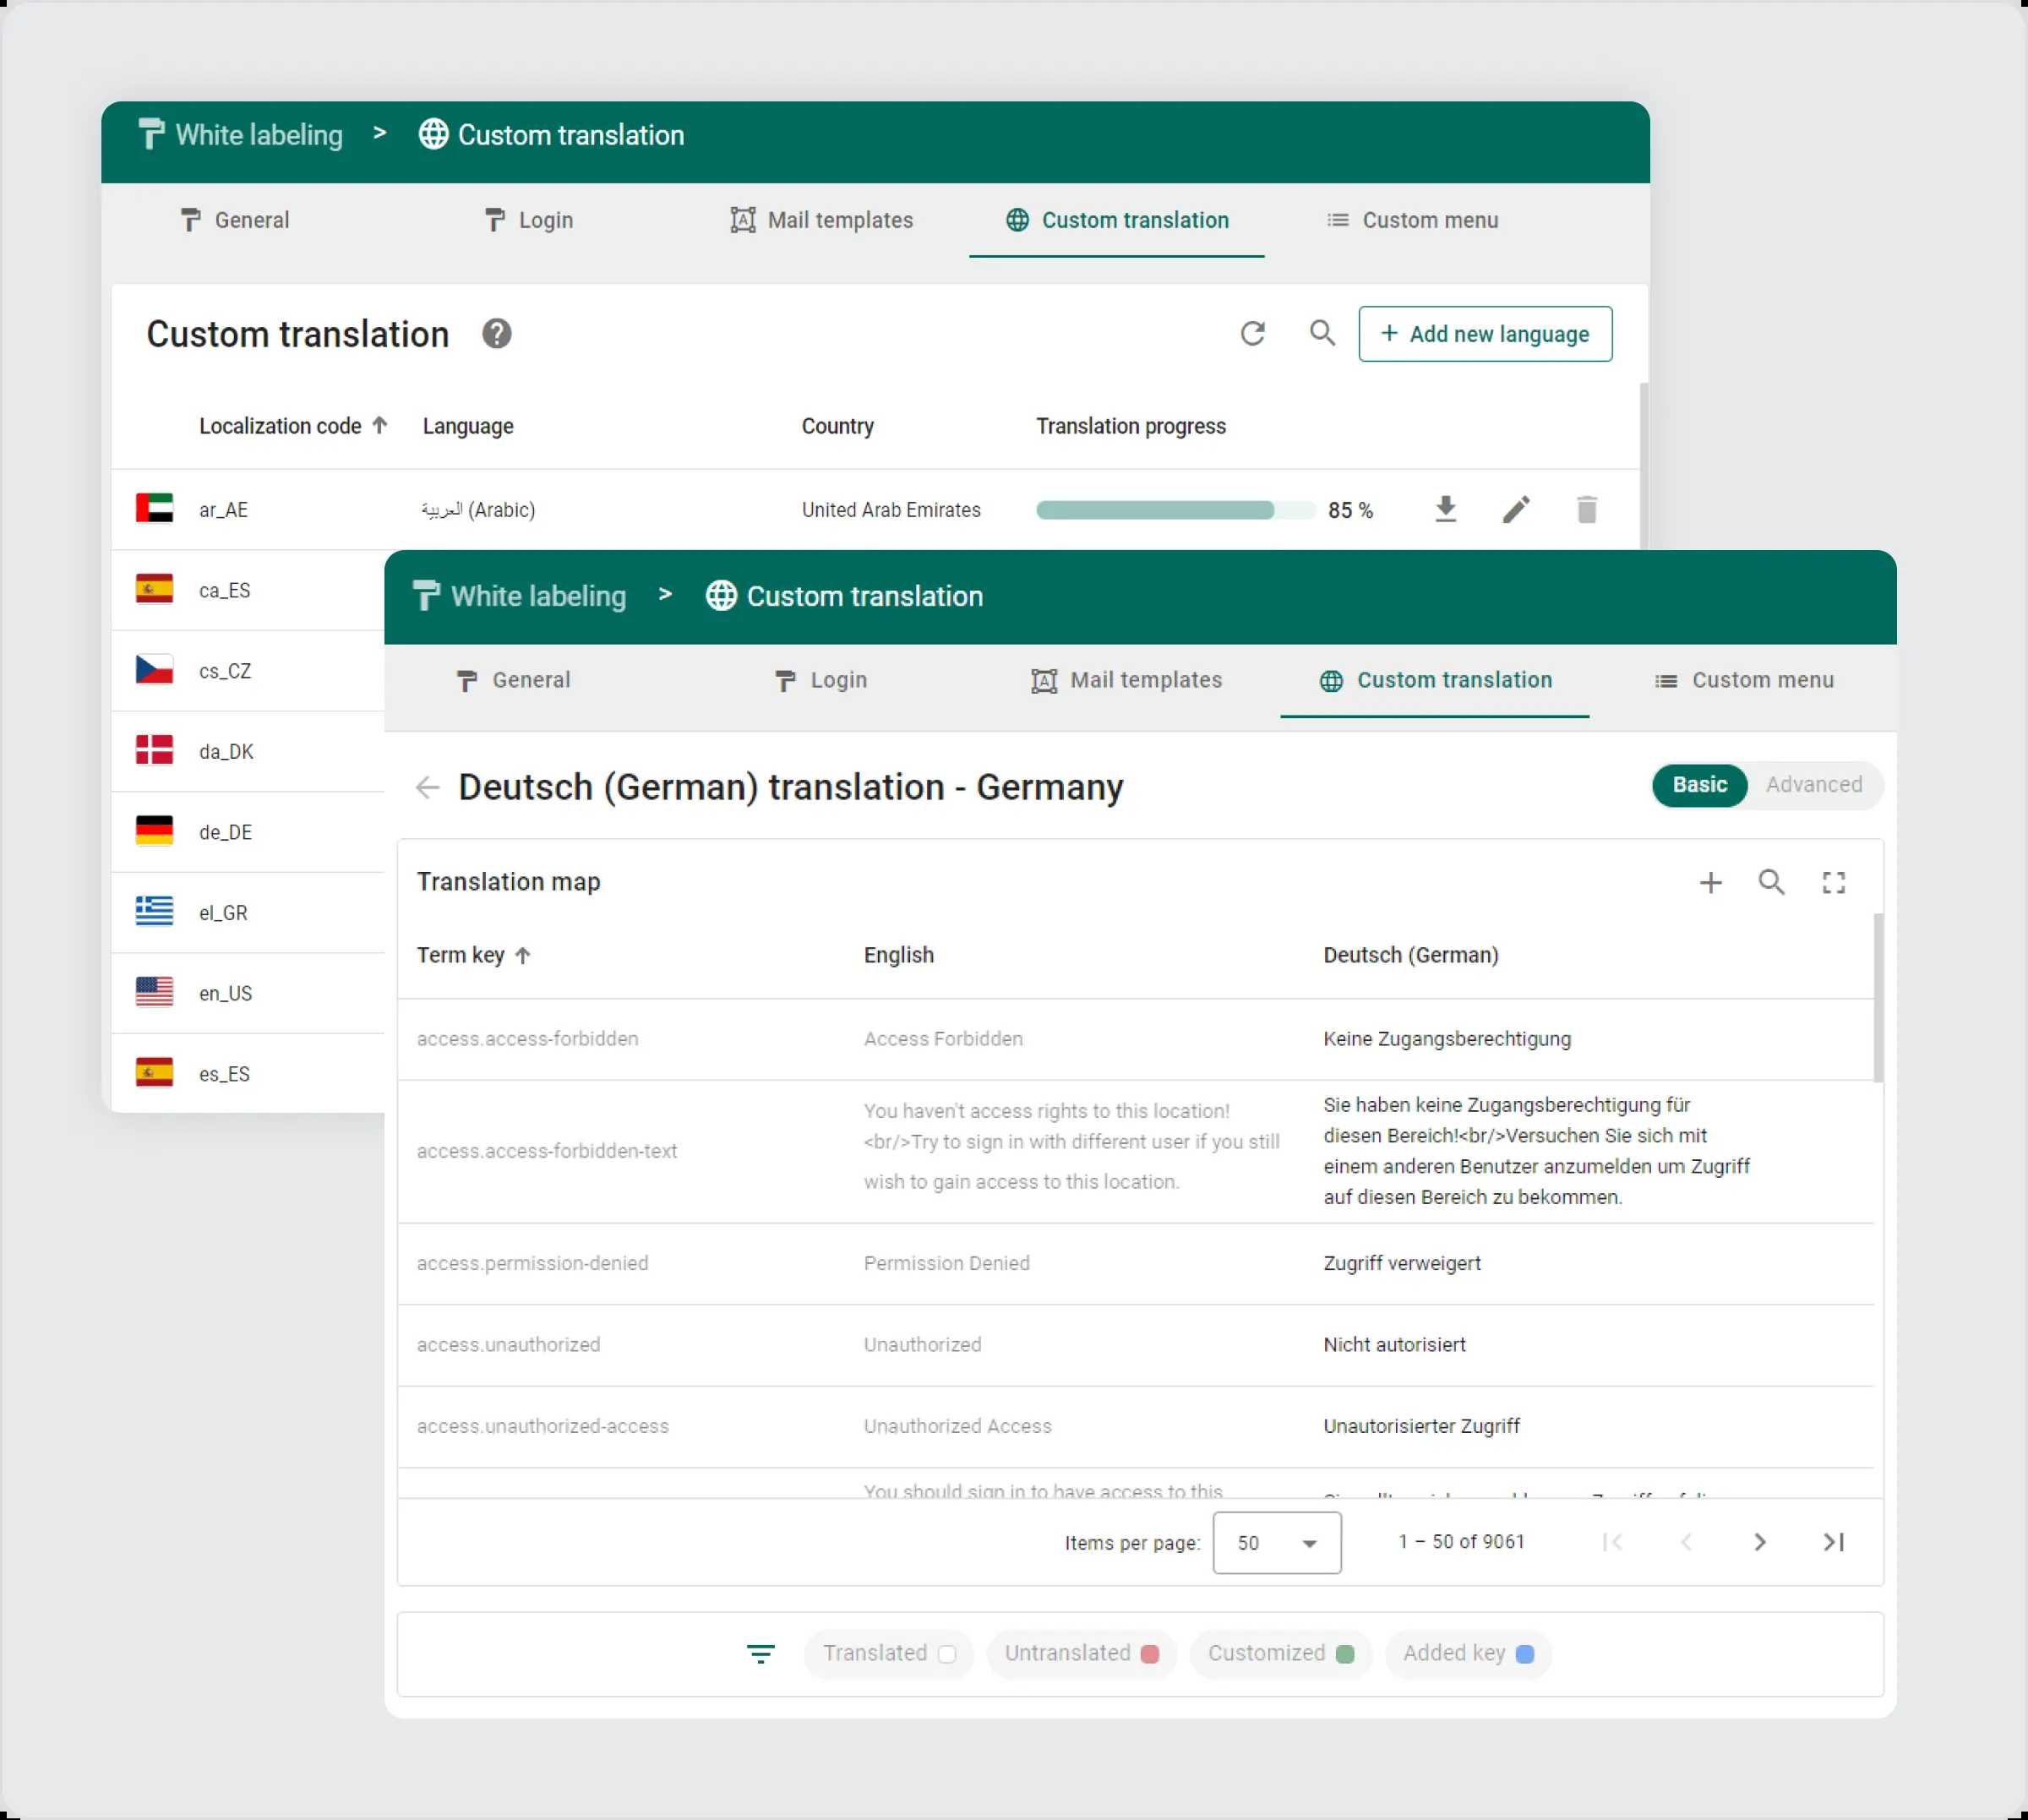 White labeling > Custom translation
General Login Mail templates Custom translation Custom menu
Custom translation ?
+ Add new language
Localization code ↑ Language Country Translation progress
ar_AE العربية (Arabic) United Arab Emirates 85 %
ca_ES
cs_CZ
da_DK
de_DE
el_GR
en_US
es_ES
White labeling > Custom translation
General Login Mail templates Custom translation Custom menu
← Deutsch (German) translation - Germany
Basic Advanced
Translation map
Term key ↑ English Deutsch (German)
access.access-forbidden Access Forbidden Keine Zugangsberechtigung
access.access-forbidden-text
You haven't access rights to this location!
<br/>Try to sign in with different user if you still
wish to gain access to this location.
Sie haben keine Zugangsberechtigung für
diesen Bereich!<br/>Versuchen Sie sich mit
einem anderen Benutzer anzumelden um Zugriff
auf diesen Bereich zu bekommen.
access.permission-denied Permission Denied Zugriff verweigert
access.unauthorized Unauthorized Nicht autorisiert
access.unauthorized-access Unauthorized Access Unautorisierter Zugriff
You should sign in to have access to this
Items per page: 50 1 – 50 of 9061
Translated Untranslated Customized Added key